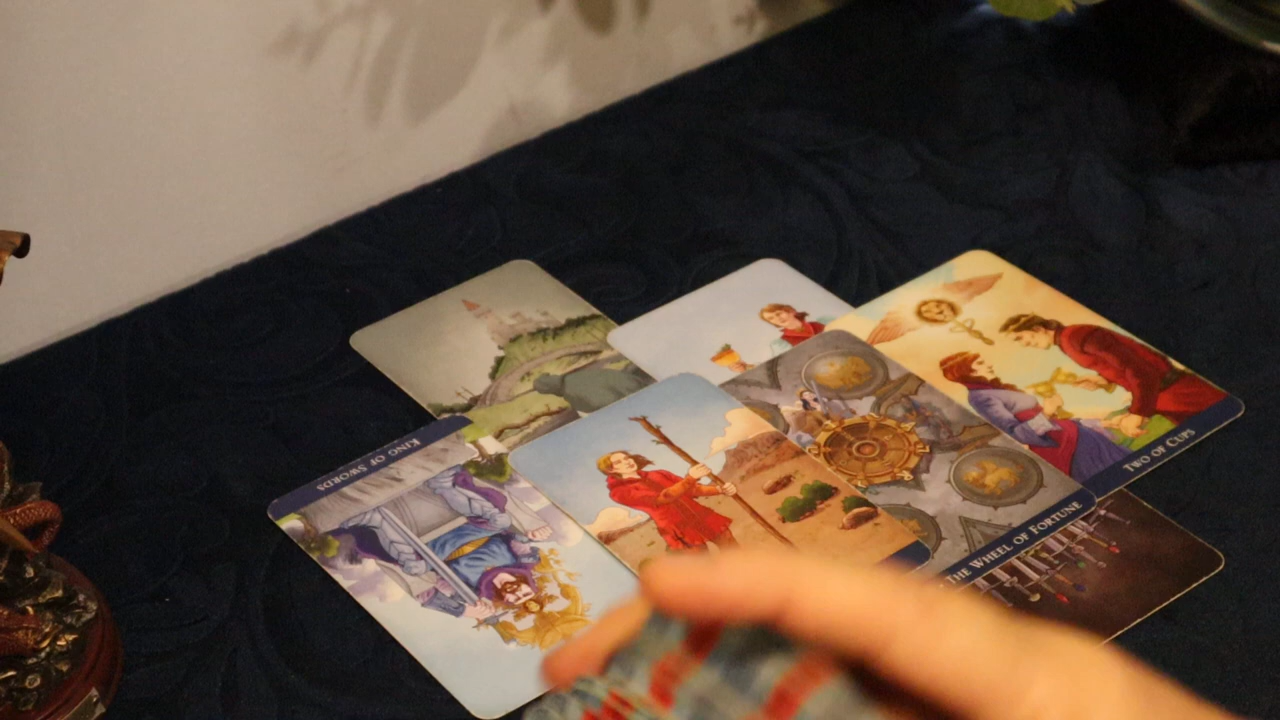 KING OF SWORDS
TWO OF CUPS
THE WHEEL OF FORTUNE